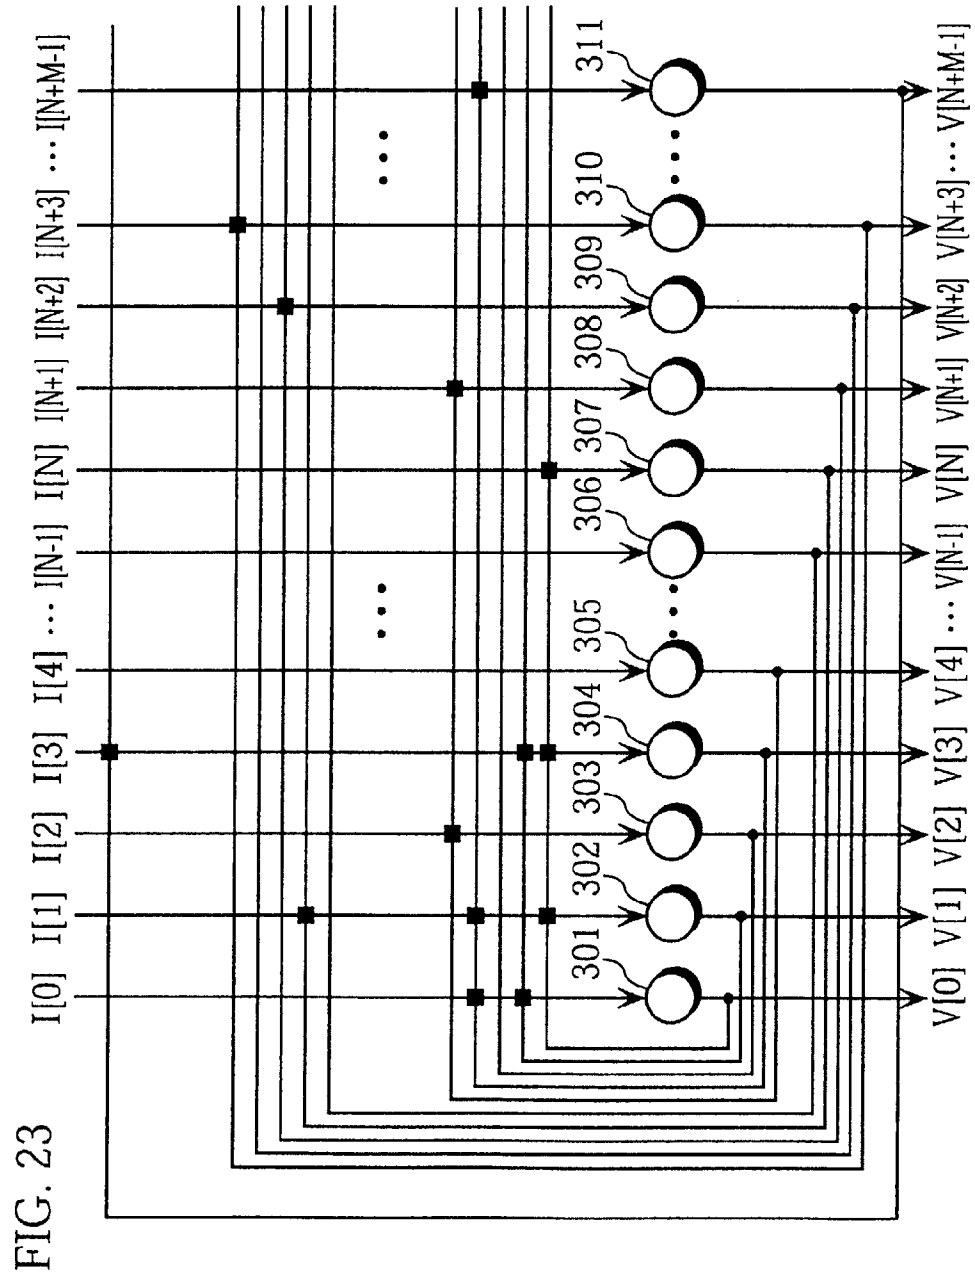 FIG. 23
I[0] I[1] I[2] I[3] I[4] ••• I[N-1] I[N] I[N+1] I[N+2] I[N+3] ••• I[N+M-1]
301 302 303 304 305 306 307 308 309 310 311
V[0] V[1] V[2] V[3] V[4] ••• V[N-1] V[N] V[N+1] V[N+2] V[N+3] ••• V[N+M-1]